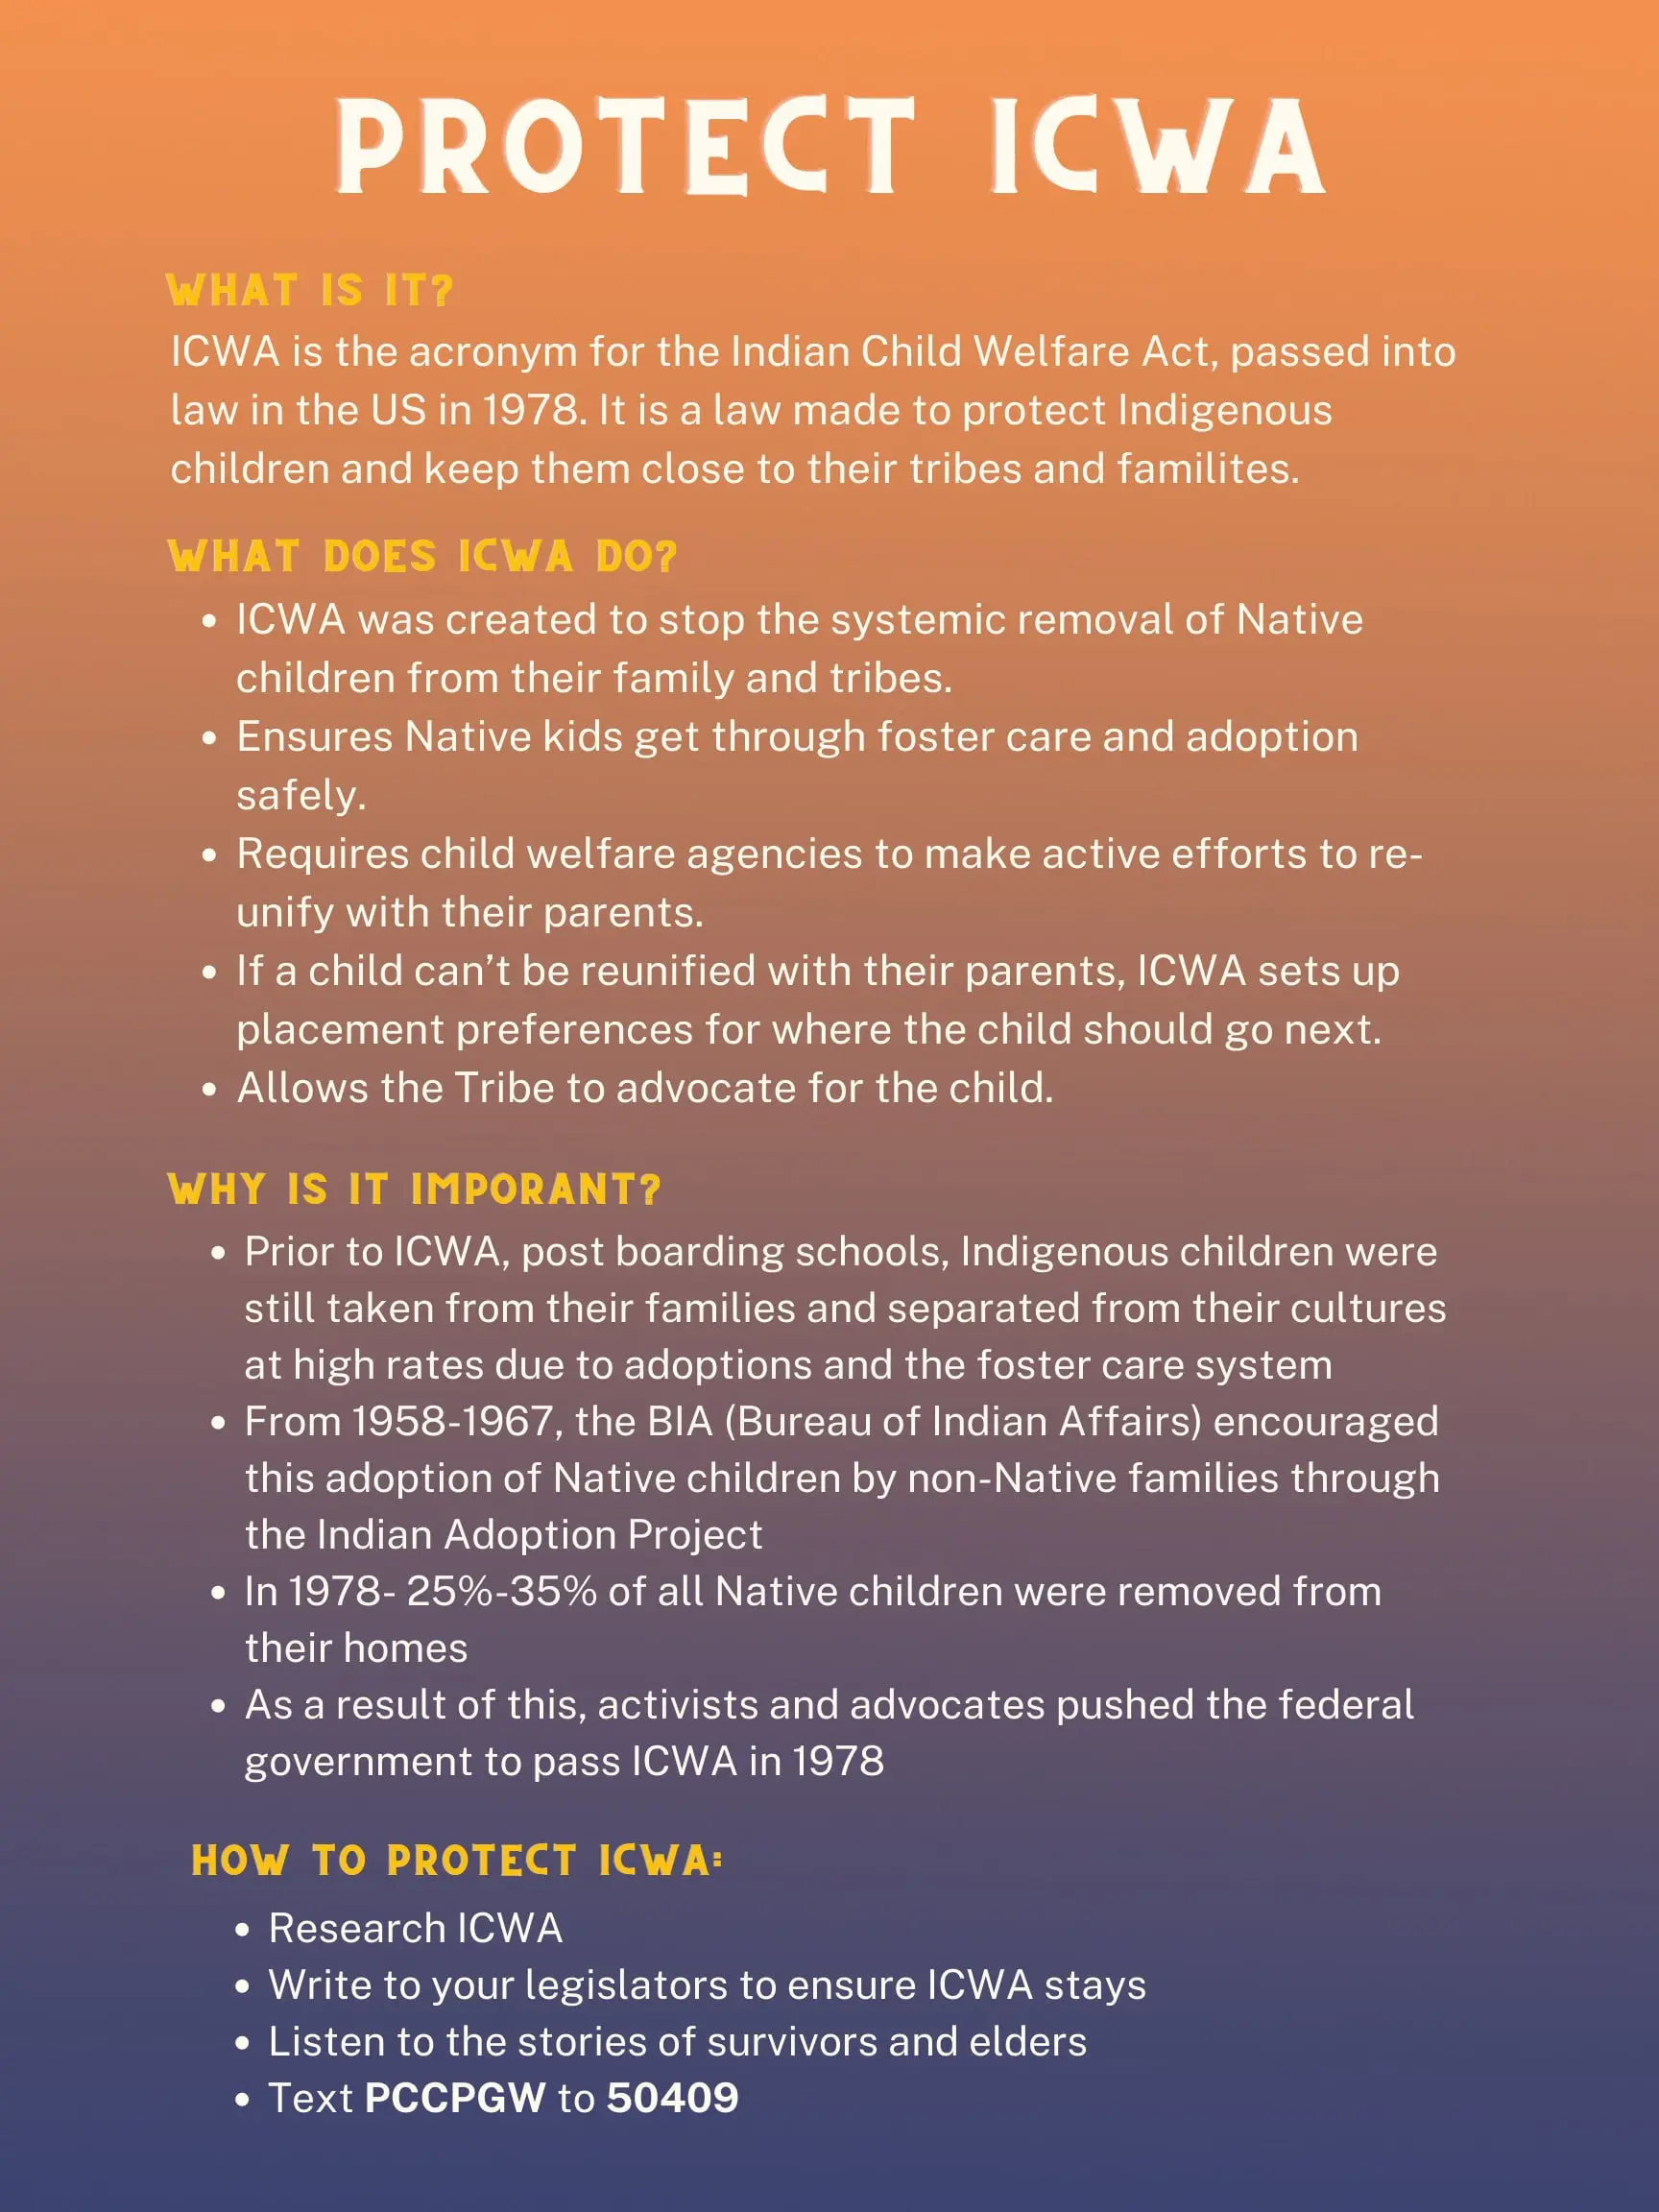 PROTECT ICWA
WHAT IS IT?
ICWA is the acronym for the Indian Child Welfare Act, passed into
law in the US in 1978. It is a law made to protect Indigenous
children and keep them close to their tribes and familites.
WHAT DOES ICWA DO?
• ICWA was created to stop the systemic removal of Native
children from their family and tribes.
• Ensures Native kids get through foster care and adoption
safely.
• Requires child welfare agencies to make active efforts to re-
unify with their parents.
• If a child can’t be reunified with their parents, ICWA sets up
placement preferences for where the child should go next.
• Allows the Tribe to advocate for the child.
WHY IS IT IMPORANT?
• Prior to ICWA, post boarding schools, Indigenous children were
still taken from their families and separated from their cultures
at high rates due to adoptions and the foster care system
• From 1958-1967, the BIA (Bureau of Indian Affairs) encouraged
this adoption of Native children by non-Native families through
the Indian Adoption Project
• In 1978- 25%-35% of all Native children were removed from
their homes
• As a result of this, activists and advocates pushed the federal
government to pass ICWA in 1978
HOW TO PROTECT ICWA:
• Research ICWA
• Write to your legislators to ensure ICWA stays
• Listen to the stories of survivors and elders
• Text PCCPGW to 50409